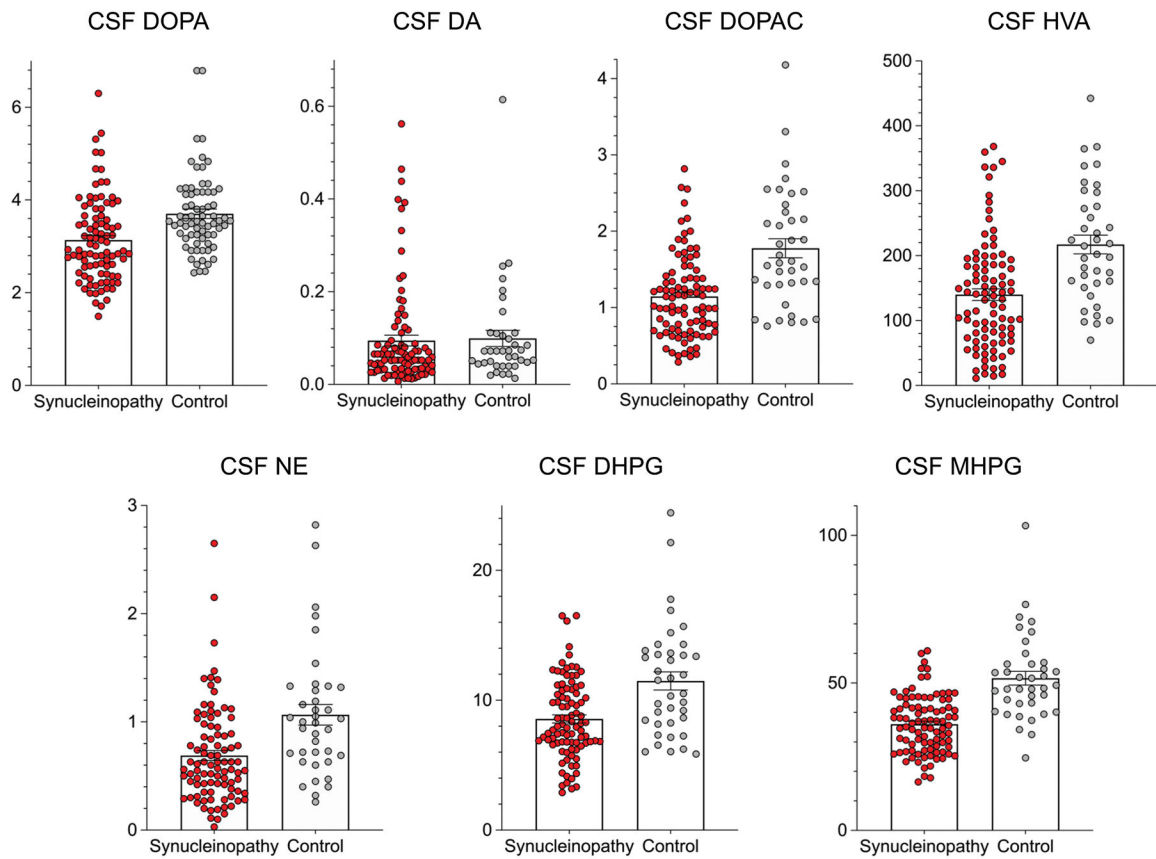 CSF DOPA
6
4
2
0
Synucleinopathy Control
CSF DA
0.6
0.4
0.2
0.0
Synucleinopathy Control
CSF DOPAC
4
3
2
1
0
Synucleinopathy Control
CSF HVA
500
400
300
200
100
0
Synucleinopathy Control
CSF NE
3
2
1
0
Synucleinopathy Control
CSF DHPG
20
10
0
Synucleinopathy Control
CSF MHPG
100
50
0
Synucleinopathy Control